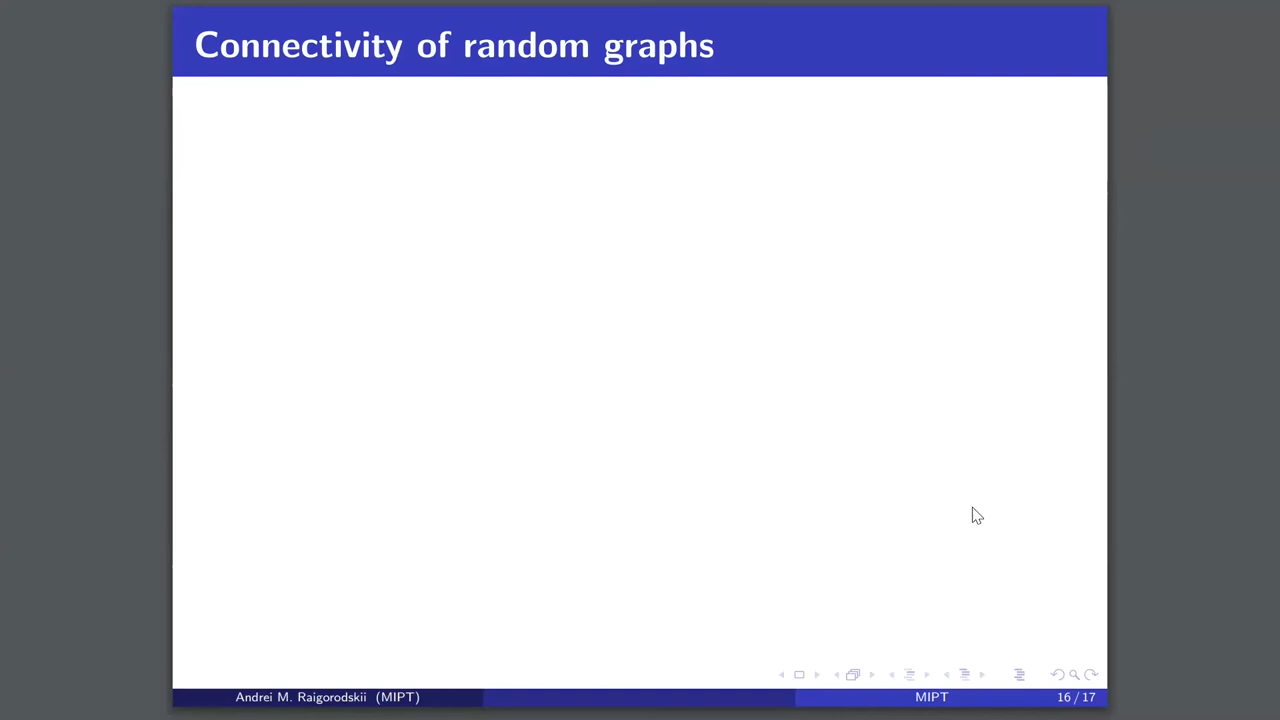 Connectivity of random graphs
Andrei M. Raigorodskii (MIPT) MIPT 16 / 17